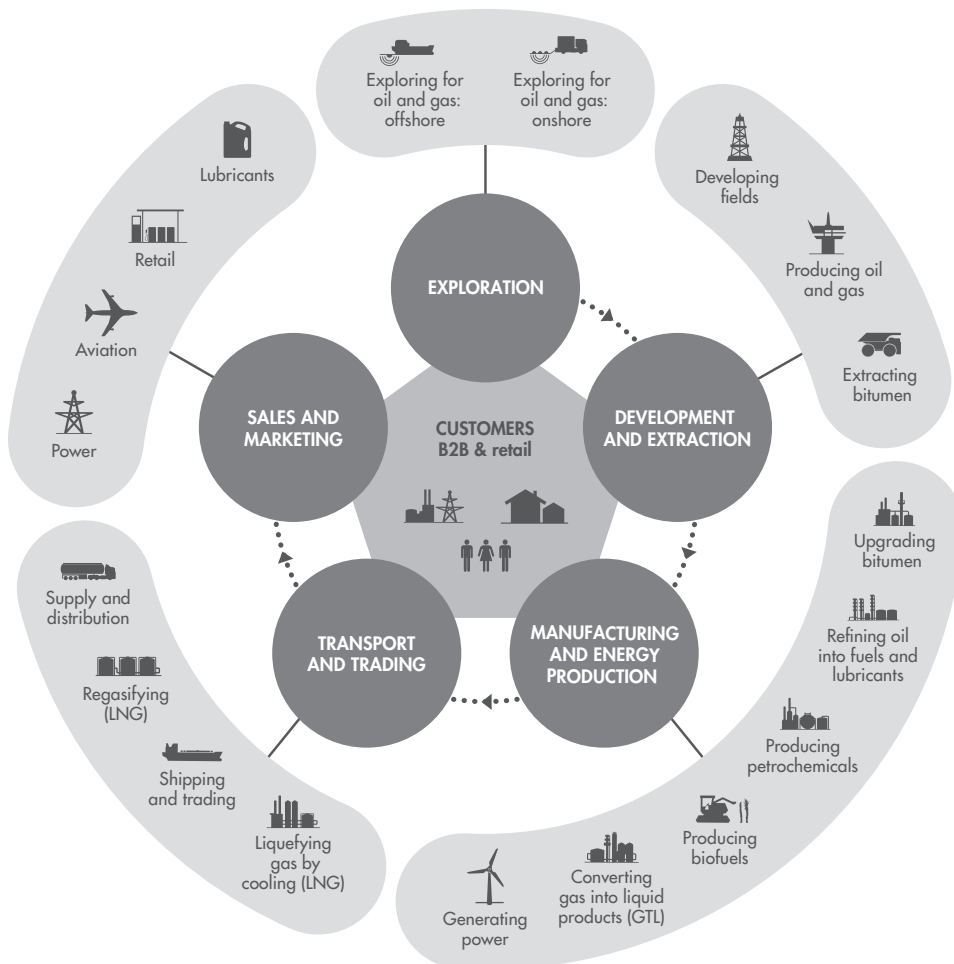 Exploring for
oil and gas:
offshore
Exploring for
oil and gas:
onshore
Lubricants
Retail
Aviation
Power
Developing
fields
Producing oil
and gas
Extracting
bitumen
EXPLORATION
SALES AND
MARKETING
CUSTOMERS
B2B & retail
DEVELOPMENT
AND EXTRACTION
TRANSPORT
AND TRADING
MANUFACTURING
AND ENERGY
PRODUCTION
Upgrading
bitumen
Refining oil
into fuels and
lubricants
Producing
petrochemicals
Producing
biofuels
Converting
gas into liquid
products (GTL)
Generating
power
Supply and
distribution
Regasifying
(LNG)
Shipping
and trading
Liquefying
gas by
cooling (LNG)